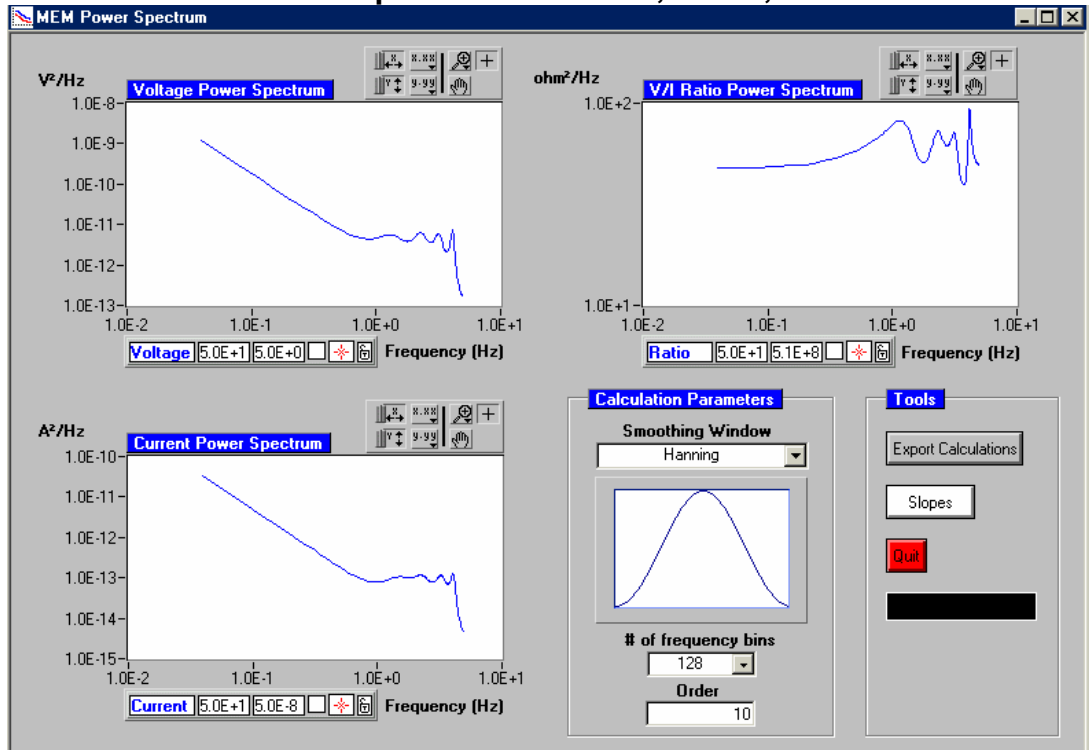 MEM Power Spectrum
V²/Hz
Voltage Power Spectrum
1.0E-8
1.0E-9
1.0E-10
1.0E-11
1.0E-12
1.0E-13
1.0E-2 1.0E-1 1.0E+0 1.0E+1
Voltage 5.0E+1 5.0E+0 Frequency (Hz)
ohm²/Hz
V/I Ratio Power Spectrum
1.0E+2
1.0E+1
1.0E-2 1.0E-1 1.0E+0 1.0E+1
Ratio 5.0E+1 5.1E+8 Frequency (Hz)
A²/Hz
Current Power Spectrum
1.0E-10
1.0E-11
1.0E-12
1.0E-13
1.0E-14
1.0E-15
1.0E-2 1.0E-1 1.0E+0 1.0E+1
Current 5.0E+1 5.0E-8 Frequency (Hz)
Calculation Parameters
Smoothing Window
Hanning
# of frequency bins
128
Order
10
Tools
Export Calculations
Slopes
Quit